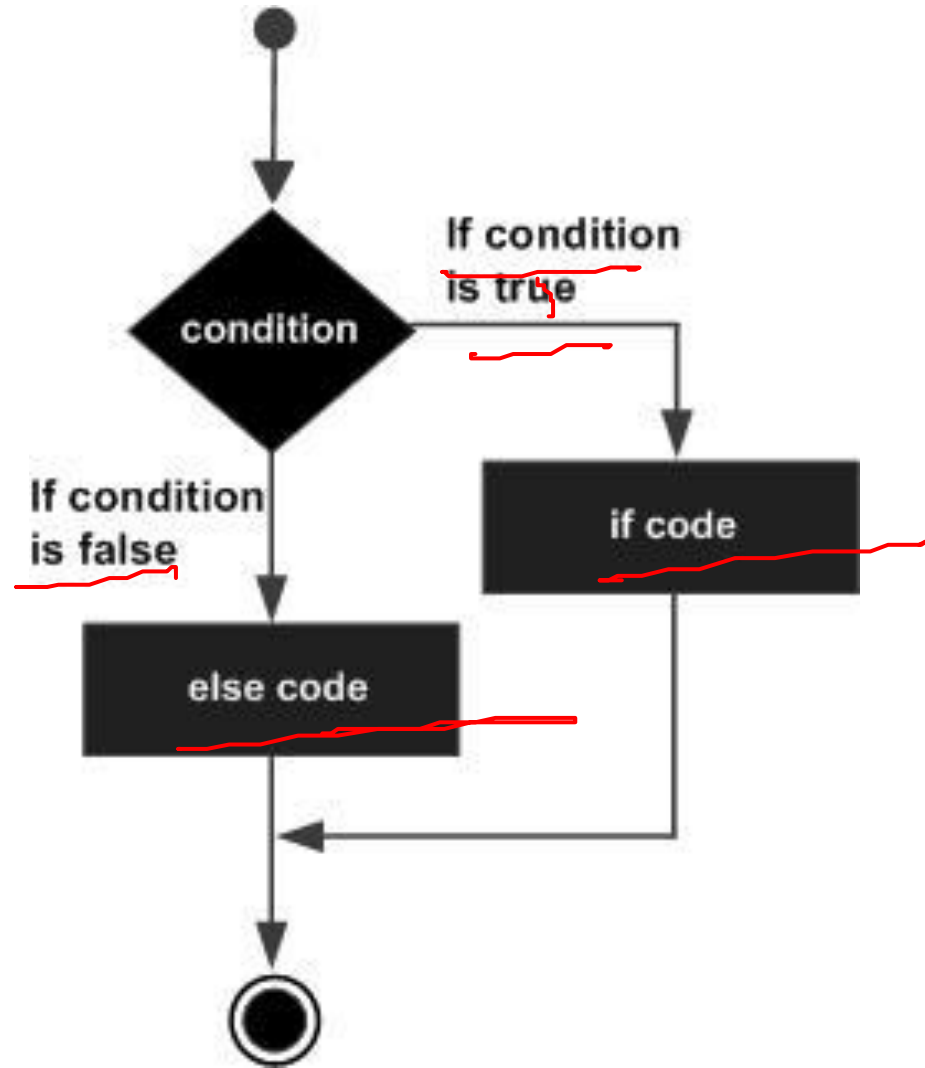 If condition
is true
condition
If condition
is false
if code
else code